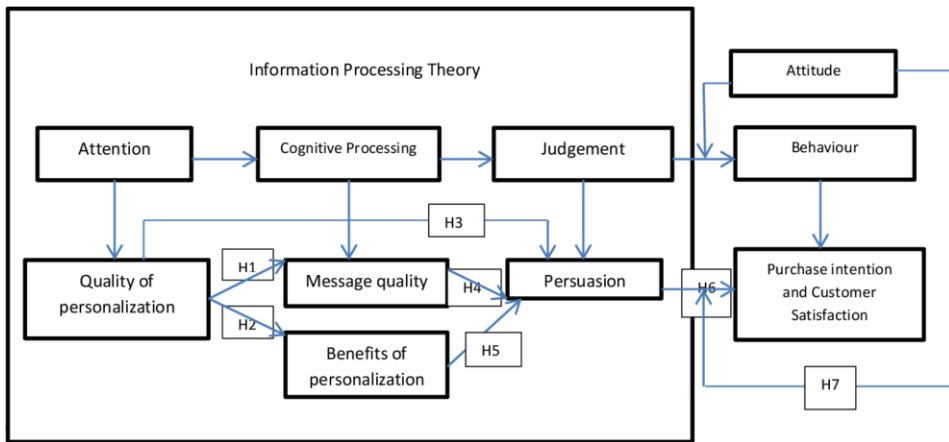 Information Processing Theory
Attitude
Attention
Cognitive Processing
Judgement
Behaviour
H3
Quality of
personalization
H1
H2
Message quality
H4
Persuasion
H6
Purchase intention
and Customer
Satisfaction
Benefits of
personalization
H5
H7